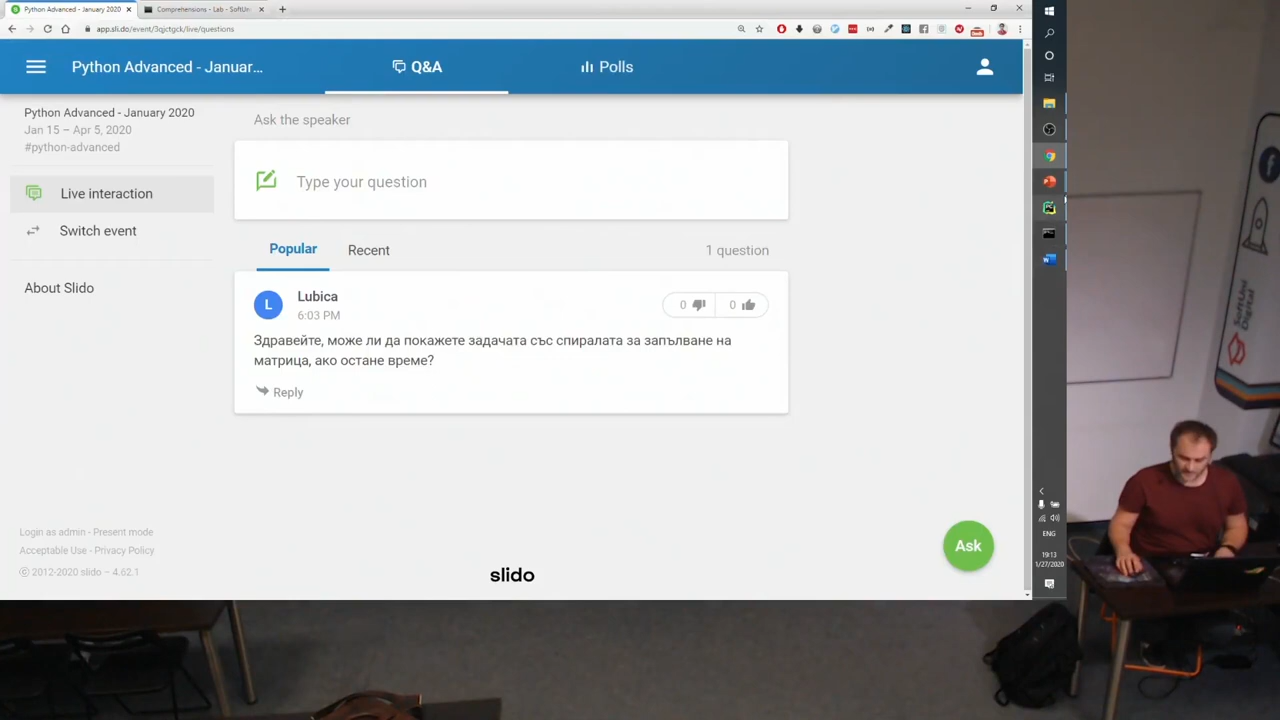 Python Advanced - January 2020
Comprehensions - Lab - SoftUni
app.sli.do/event/3qjctgck/live/questions
Python Advanced - Januar...
Q&A
Polls
Python Advanced - January 2020
Jan 15 – Apr 5, 2020
#python-advanced
Live interaction
Switch event
About Slido
Ask the speaker
Type your question
Popular
Recent
1 question
L
Lubica
6:03 PM
0
0
Здравейте, може ли да покажете задачата със спиралата за запълване на
матрица, ако остане време?
Reply
Login as admin - Present mode
Acceptable Use - Privacy Policy
© 2012-2020 slido – 4.62.1
slido
Ask
ENG
19:13
1/27/2020
SoftUni
Digital